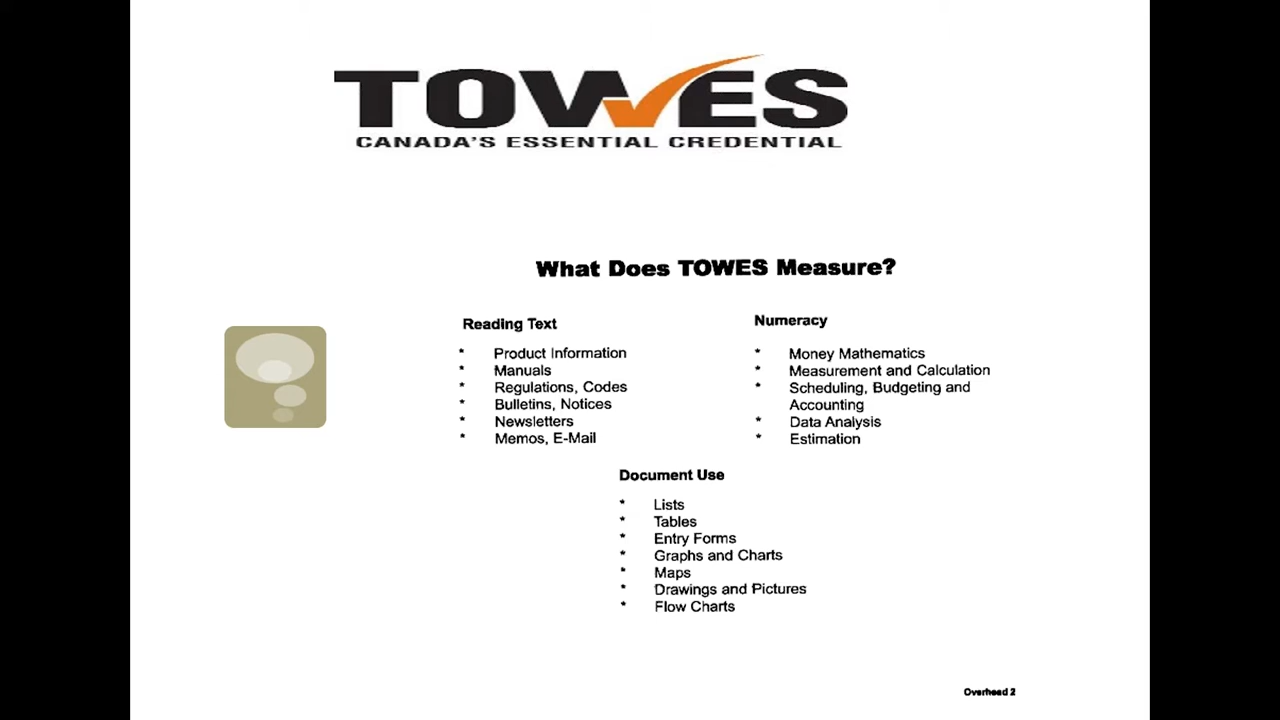 TOWES
CANADA'S ESSENTIAL CREDENTIAL
What Does TOWES Measure?
Reading Text
* Product Information
* Manuals
* Regulations, Codes
* Bulletins, Notices
* Newsletters
* Memos, E-Mail
Numeracy
* Money Mathematics
* Measurement and Calculation
* Scheduling, Budgeting and
Accounting
* Data Analysis
* Estimation
Document Use
* Lists
* Tables
* Entry Forms
* Graphs and Charts
* Maps
* Drawings and Pictures
* Flow Charts
Overhead 2